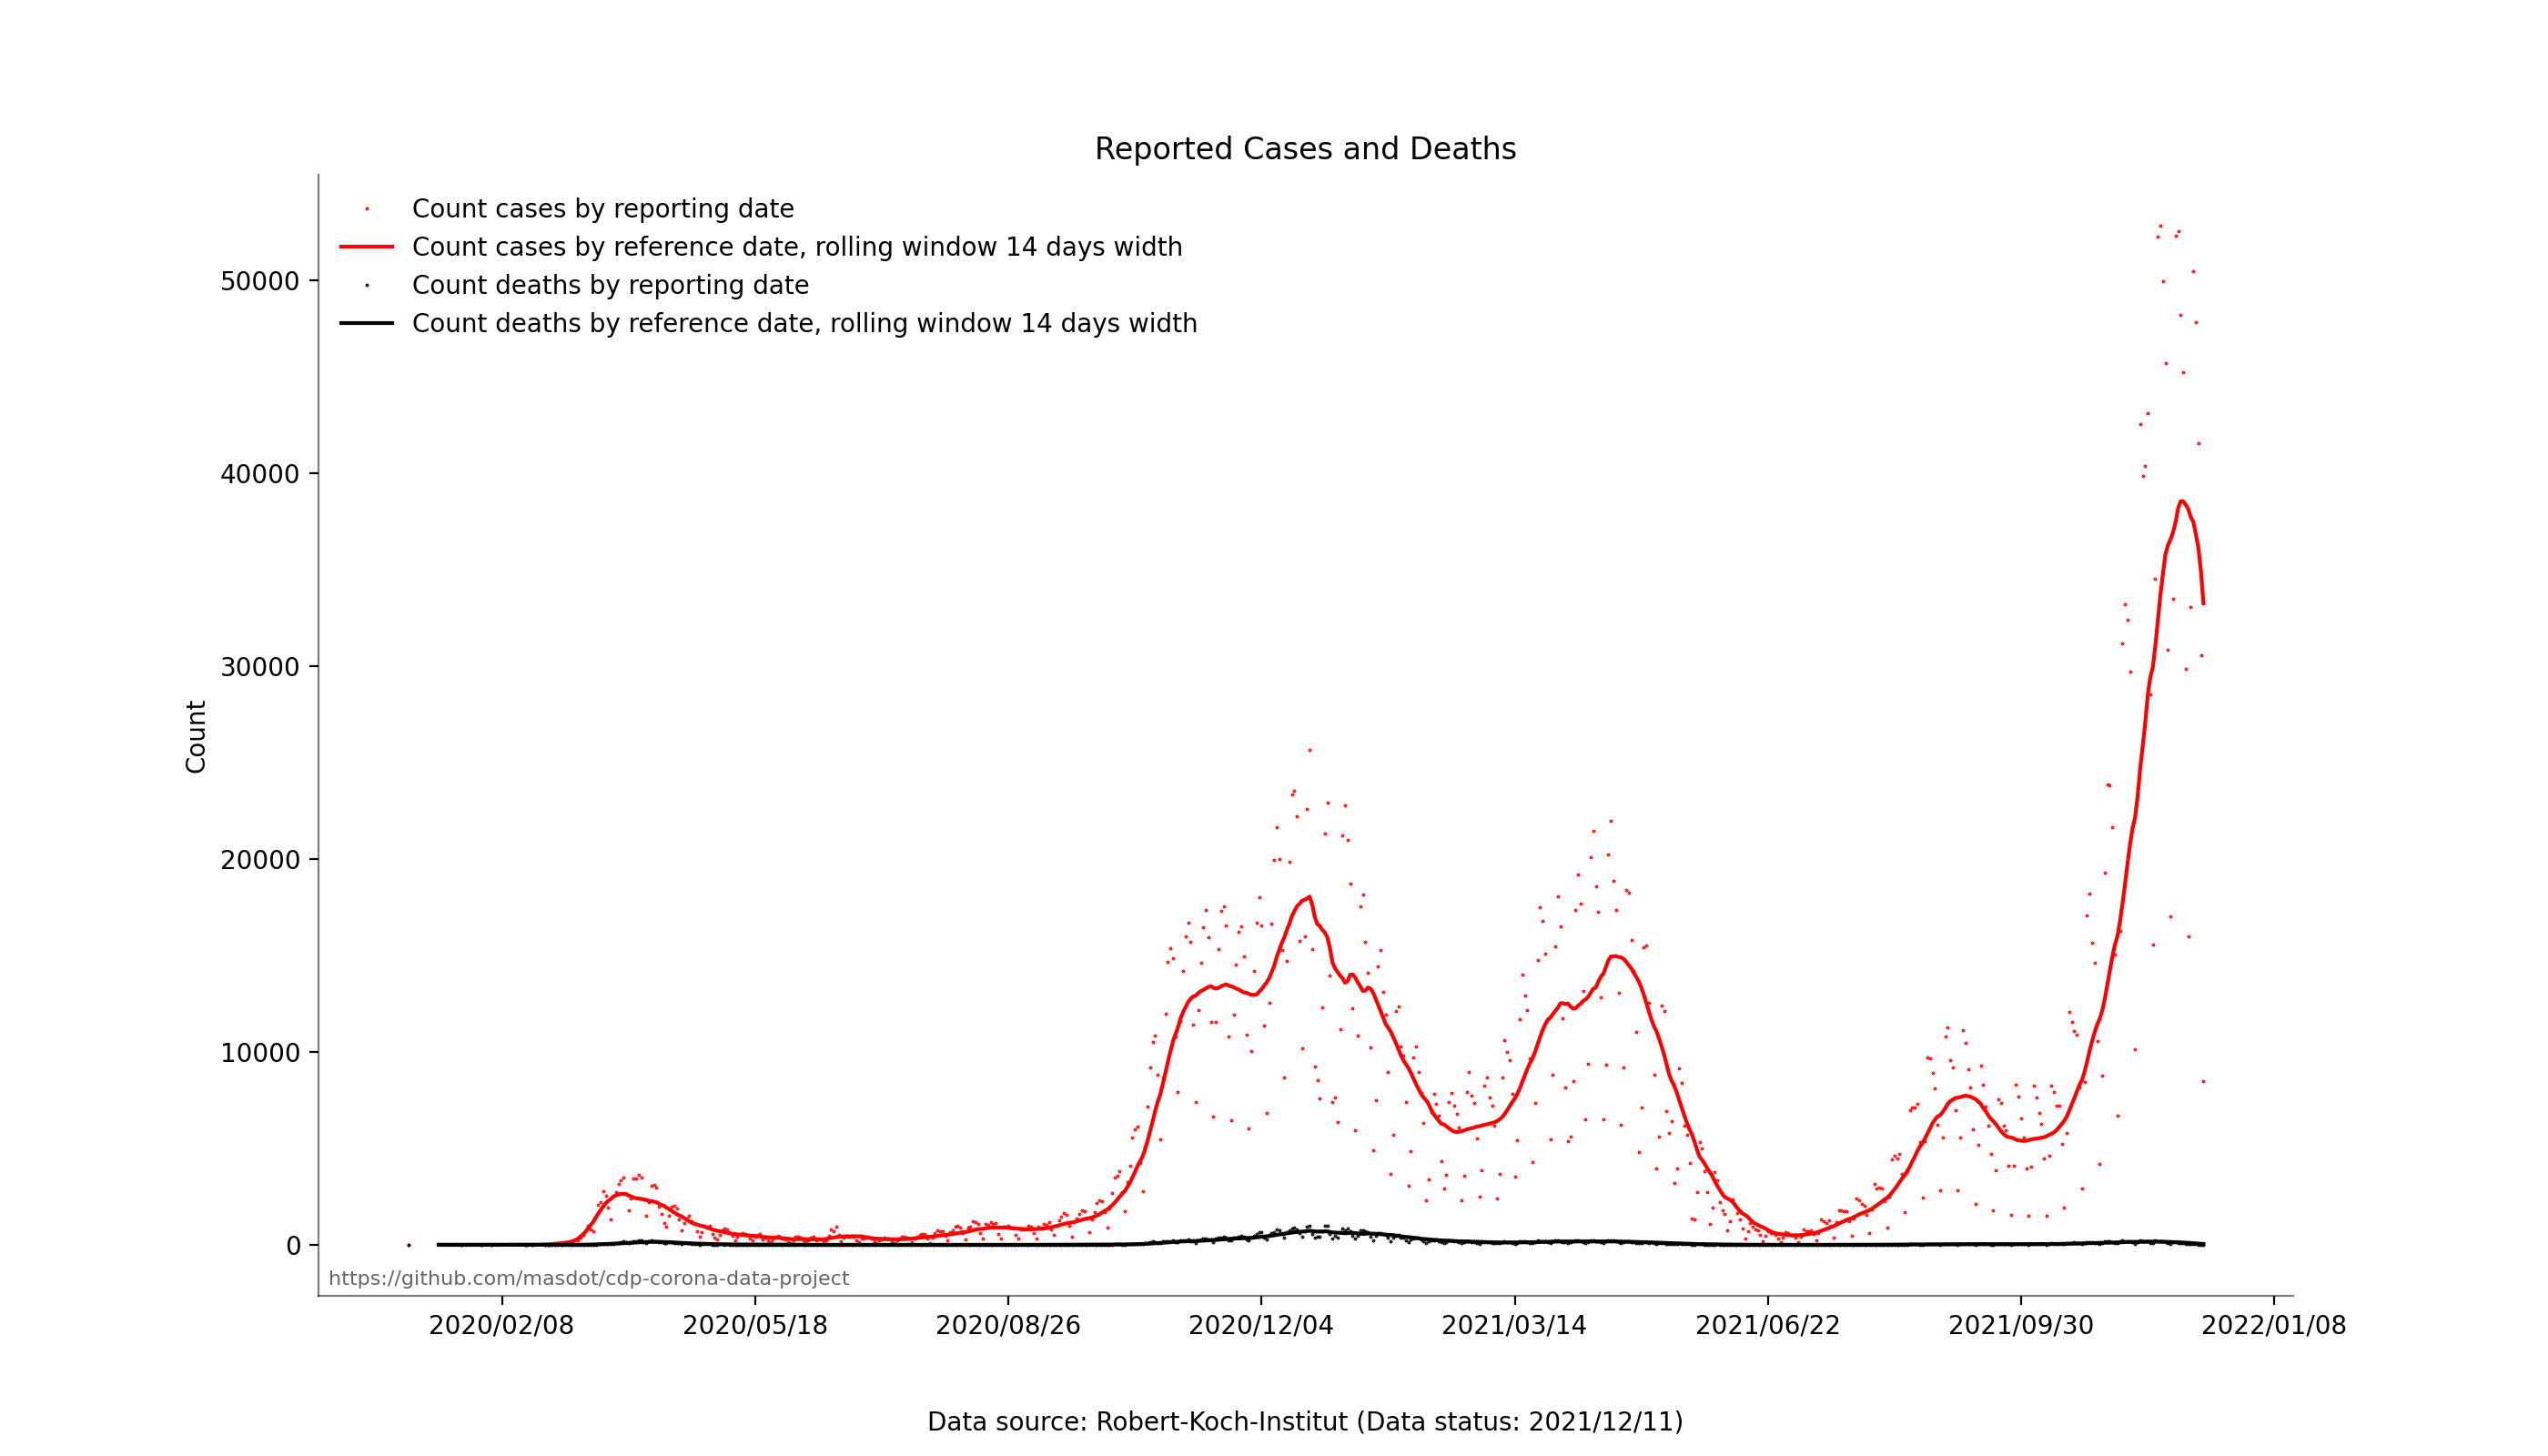 Reported Cases and Deaths
Count cases by reporting date
Count cases by reference date, rolling window 14 days width
Count deaths by reporting date
Count deaths by reference date, rolling window 14 days width
50000
40000
30000
20000
10000
0
Count
https://github.com/masdot/cdp-corona-data-project
2020/02/08 2020/05/18 2020/08/26 2020/12/04 2021/03/14 2021/06/22 2021/09/30 2022/01/08
Data source: Robert-Koch-Institut (Data status: 2021/12/11)